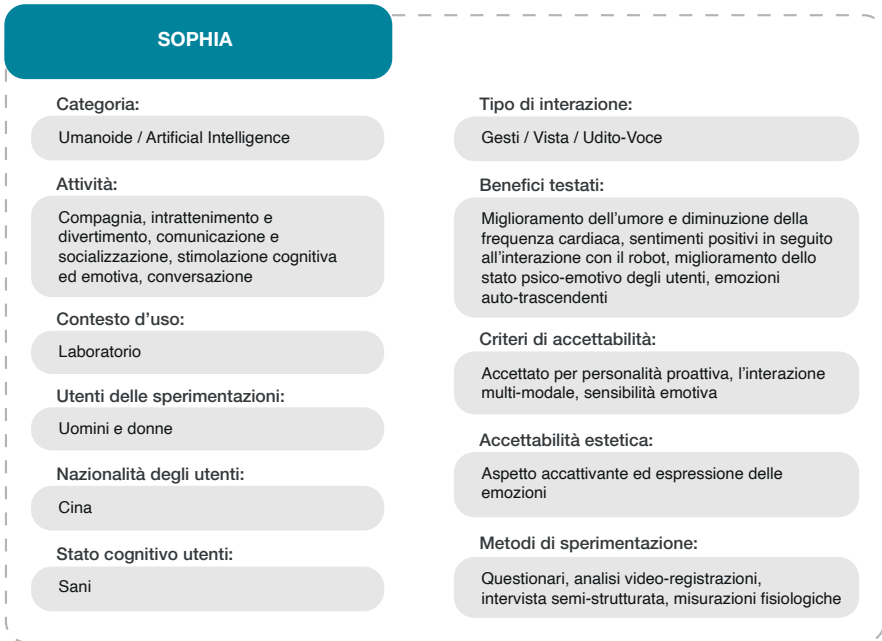 SOPHIA
Categoria:
Umanoide / Artificial Intelligence
Attività:
Compagnia, intrattenimento e
divertimento, comunicazione e
socializzazione, stimolazione cognitiva
ed emotiva, conversazione
Contesto d’uso:
Laboratorio
Utenti delle sperimentazioni:
Uomini e donne
Nazionalità degli utenti:
Cina
Stato cognitivo utenti:
Sani
Tipo di interazione:
Gesti / Vista / Udito-Voce
Benefici testati:
Miglioramento dell’umore e diminuzione della
frequenza cardiaca, sentimenti positivi in seguito
all’interazione con il robot, miglioramento dello
stato psico-emotivo degli utenti, emozioni
auto-trascendenti
Criteri di accettabilità:
Accettato per personalità proattiva, l’interazione
multi-modale, sensibilità emotiva
Accettabilità estetica:
Aspetto accattivante ed espressione delle
emozioni
Metodi di sperimentazione:
Questionari, analisi video-registrazioni,
intervista semi-strutturata, misurazioni fisiologiche